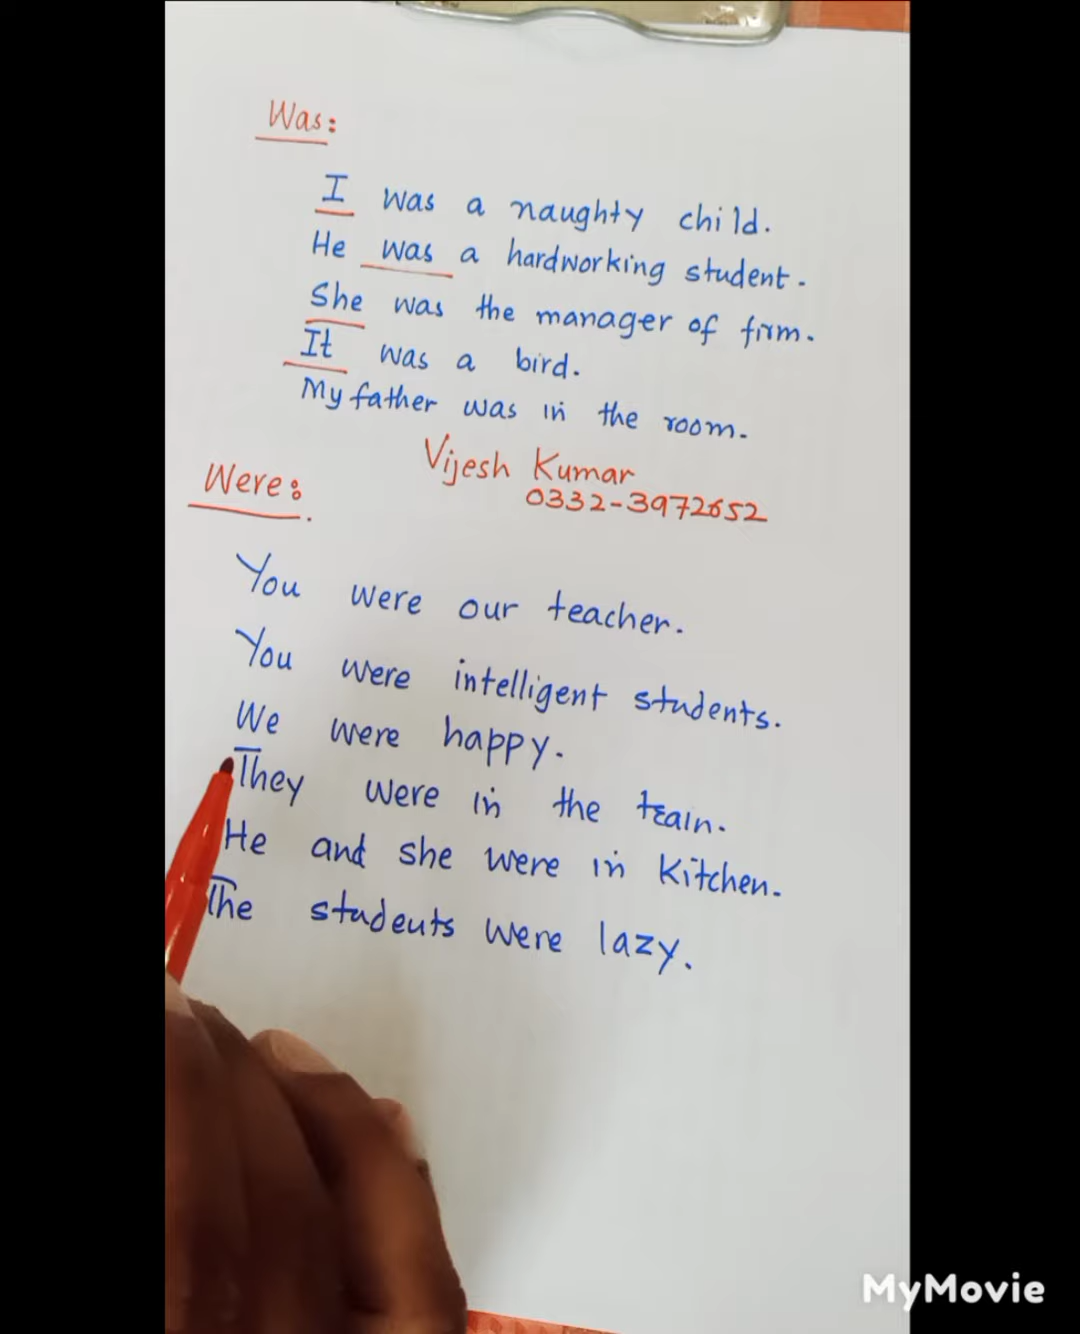 Was:
I was a naughty child.
He was a hardworking student.
She was the manager of firm.
It was a bird.
My father was in the room.
Vijesh Kumar
0332-3972652
Were:
You were our teacher.
You were intelligent students.
We were happy.
They were in the train.
He and she were in Kitchen.
The students were lazy.
MyMovie